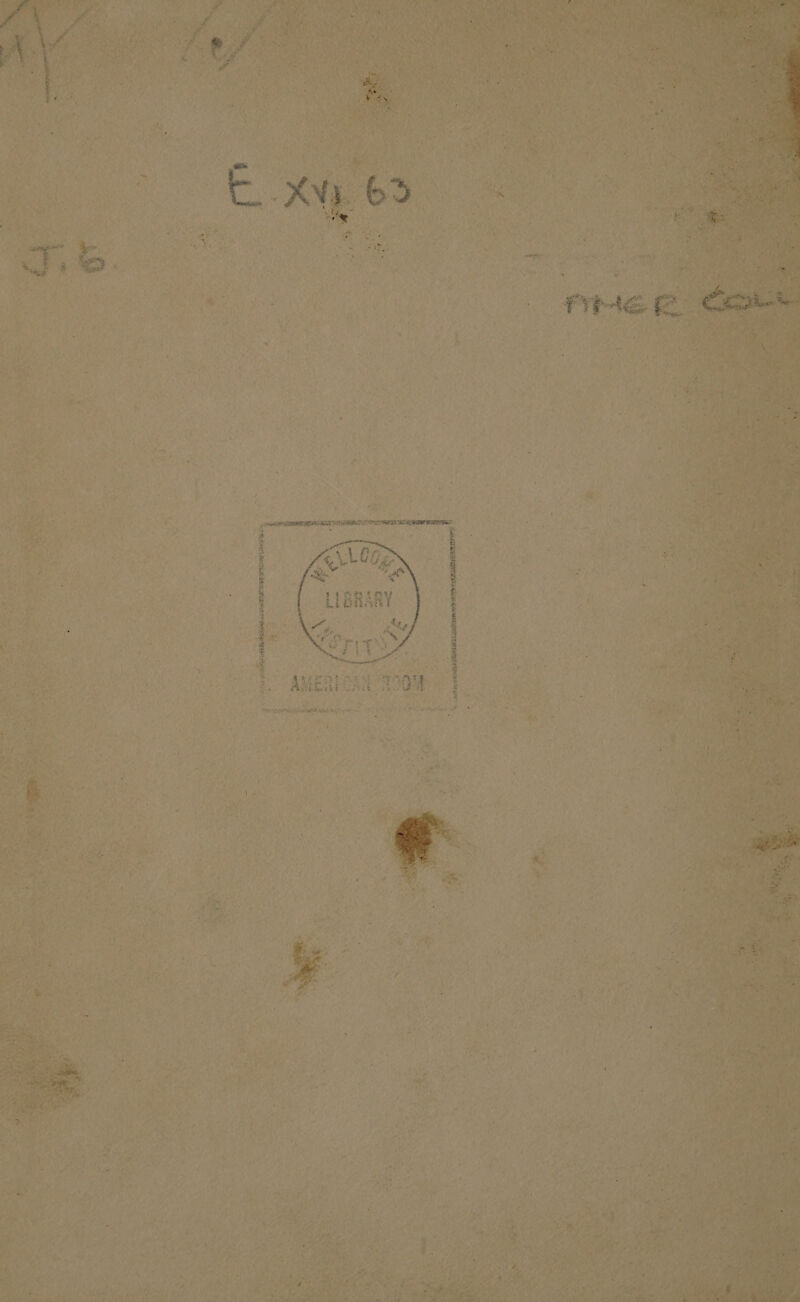 E. XVI. 63
J.6.
AMER COLL
WELLCOME
LIBRARY
INSTITUTE
AMERICAN ROOM